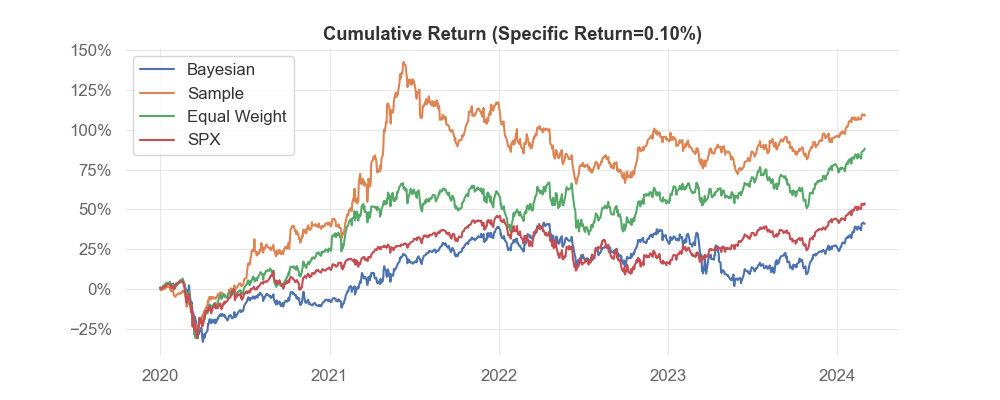 Cumulative Return (Specific Return=0.10%)
150%
125%
100%
75%
50%
25%
0%
−25%
Bayesian
Sample
Equal Weight
SPX
2020 2021 2022 2023 2024